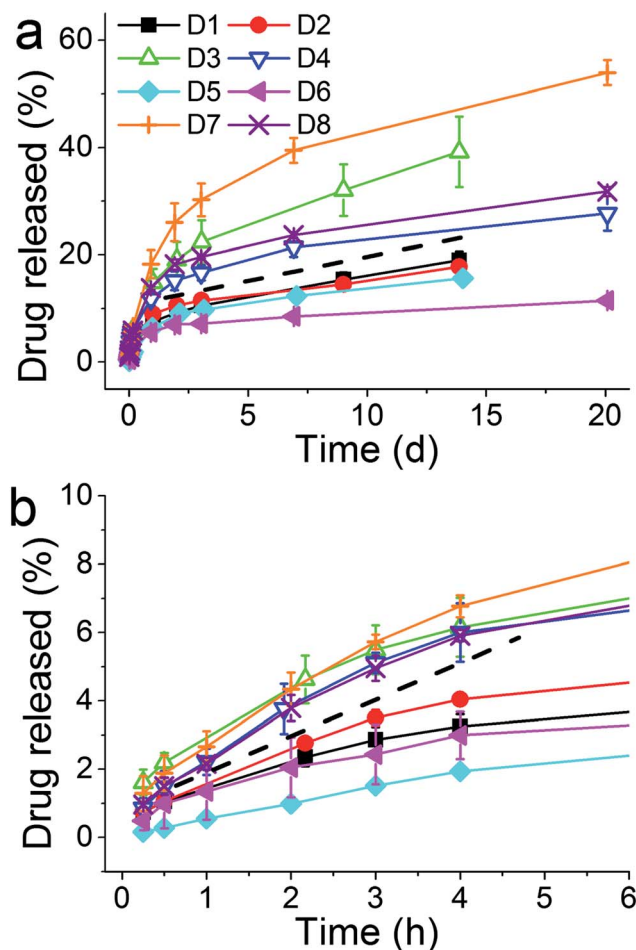 a
60
40
20
0
Drug released (%)
D1 D2
D3 D4
D5 D6
D7 D8
0 5 10 15 20
Time (d)
b
10
8
6
4
2
0
Drug released (%)
0 1 2 3 4 5 6
Time (h)